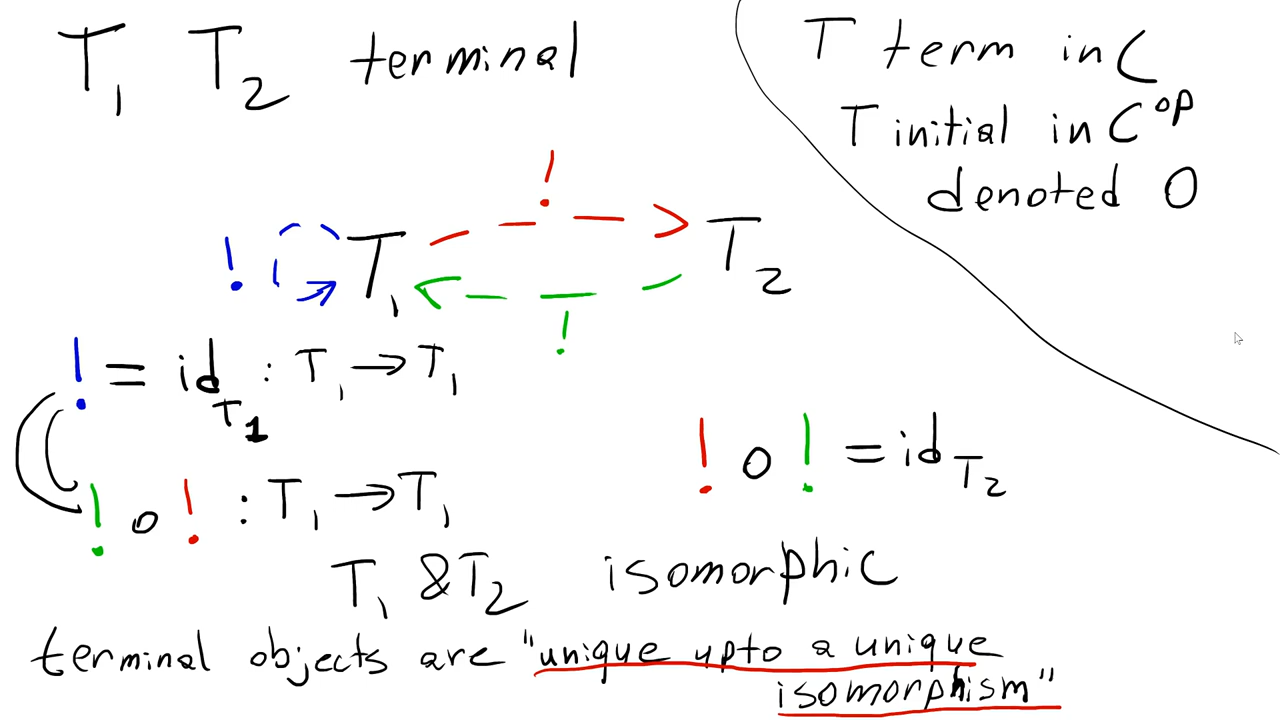 T₁ T₂ terminal
T term in C
T initial in C^op
denoted 0
!
! T₁ T₂
!
! = id_T₁ : T₁ → T₁
! o ! = id_T₂
! o ! : T₁ → T₁
T₁ & T₂ isomorphic
terminal objects are "unique upto a unique
isomorphism"